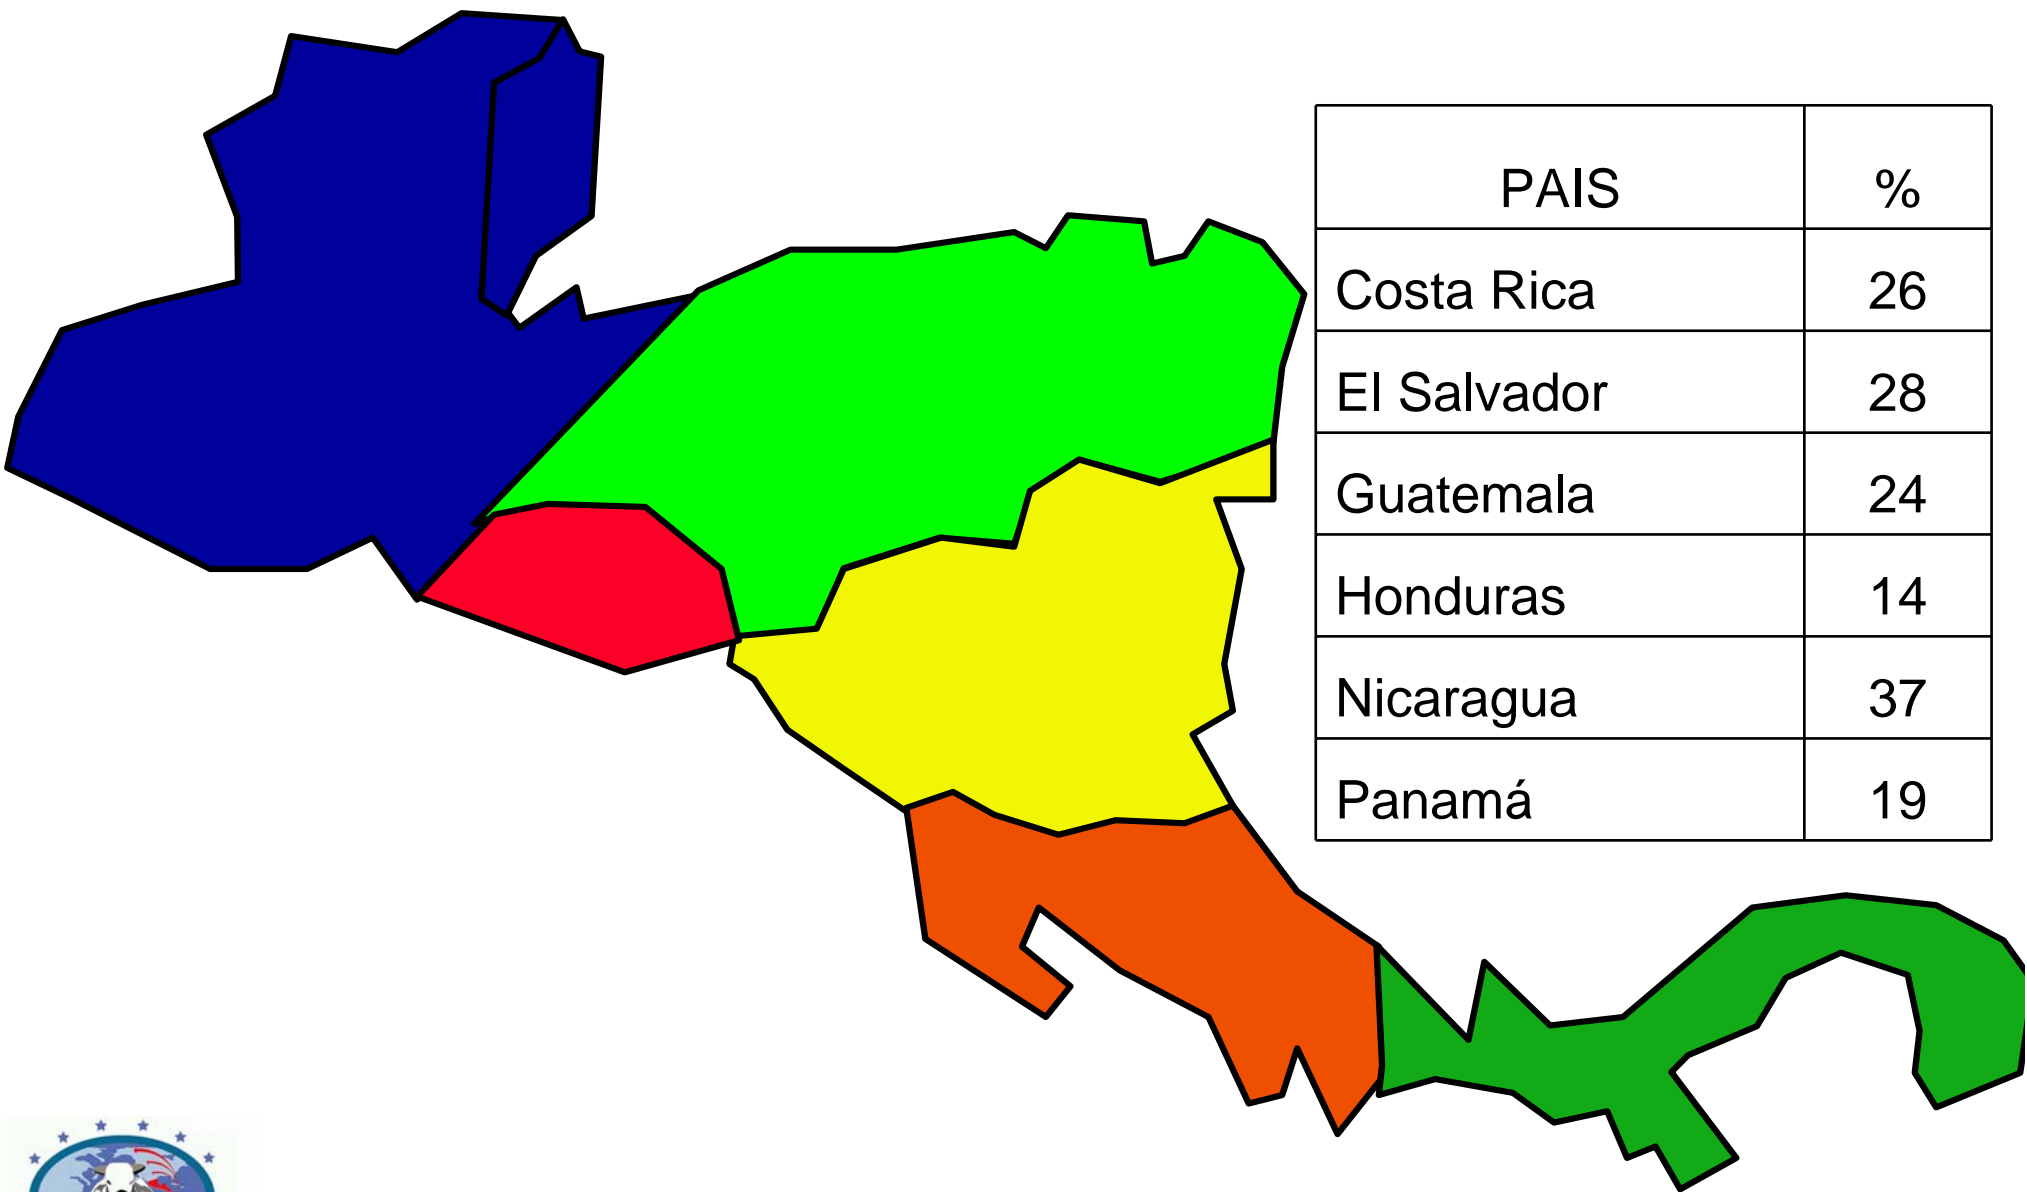 PAIS %
Costa Rica 26
El Salvador 28
Guatemala 24
Honduras 14
Nicaragua 37
Panamá 19